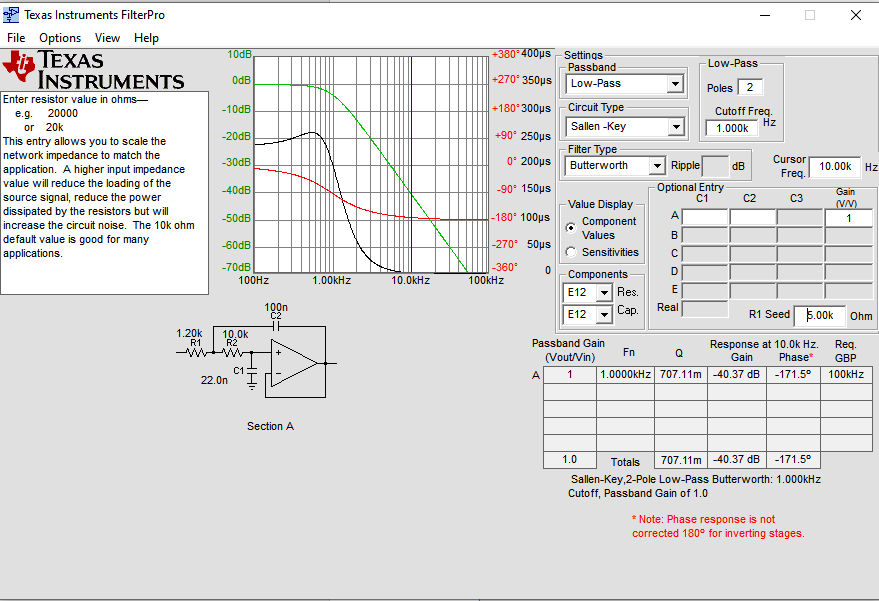 Texas Instruments FilterPro
File Options View Help
TEXAS
INSTRUMENTS
Enter resistor value in ohms—
e.g. 20000
or 20k
This entry allows you to scale the
network impedance to match the
application. A higher input impedance
value will reduce the loading of the
source signal, reduce the power
dissipated by the resistors but will
increase the circuit noise. The 10k ohm
default value is good for many
applications.
10dB
0dB
-10dB
-20dB
-30dB
-40dB
-50dB
-60dB
-70dB
100Hz 1.00kHz 10.0kHz 100kHz
+380° 400µs
+270° 350µs
+180° 300µs
+90° 250µs
0° 200µs
-90° 150µs
-180° 100µs
-270° 50µs
-360° 0
Settings
Passband
Low-Pass
Circuit Type
Sallen -Key
Low-Pass
Poles 2
Cutoff Freq.
1.000k Hz
Filter Type
Butterworth Ripple dB
Cursor
Freq. 10.00k Hz
Value Display
Component
Values
Sensitivities
Components
E12 Res.
E12 Cap.
Optional Entry
C1 C2 C3 Gain
(V/V)
A 1
B
C
D
E
Real
R1 Seed 5.00k Ohm
100n
C2
1.20k 10.0k
R1 R2
C1
22.0n
+
-
Section A
Passband Gain
(Vout/Vin)
Fn Q
Response at 10.0k Hz.
Gain Phase*
Req.
GBP
A 1 1.0000kHz 707.11m -40.37 dB -171.5° 100kHz
1.0 Totals 707.11m -40.37 dB -171.5°
Sallen-Key,2-Pole Low-Pass Butterworth: 1.000kHz
Cutoff, Passband Gain of 1.0
* Note: Phase response is not
corrected 180° for inverting stages.